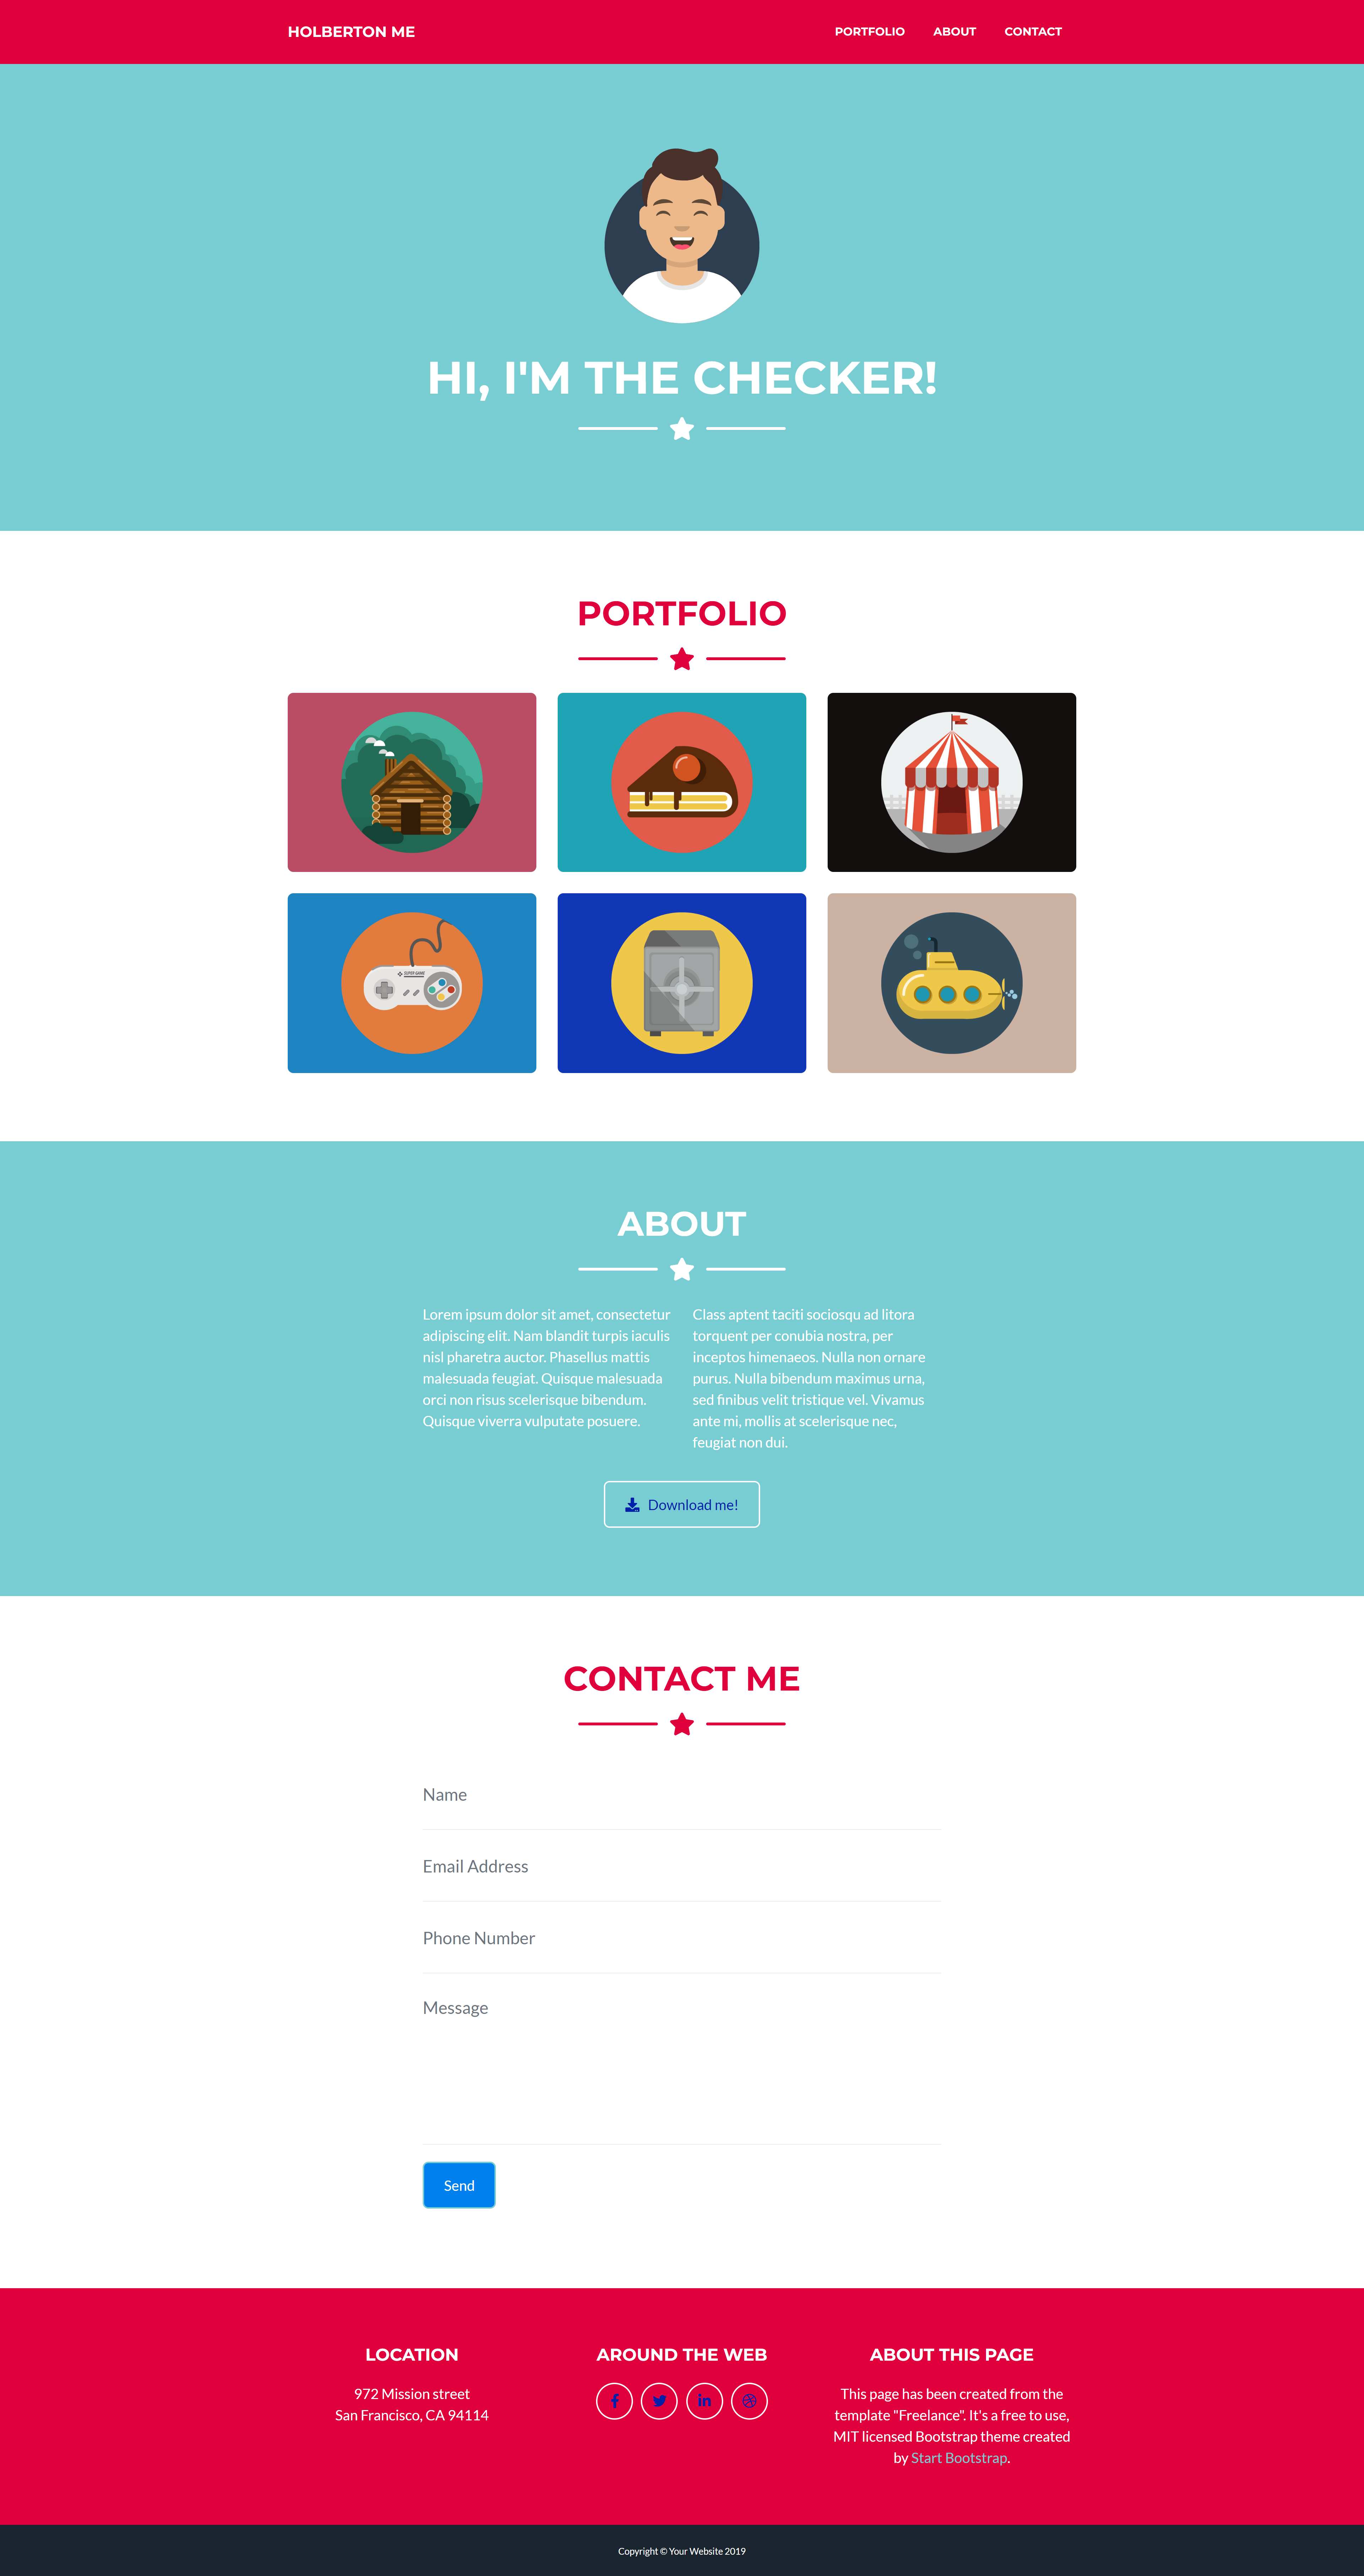 HOLBERTON ME
PORTFOLIO ABOUT CONTACT
HI, I'M THE CHECKER!
PORTFOLIO
SUPER GAME
ABOUT
Lorem ipsum dolor sit amet, consectetur
adipiscing elit. Nam blandit turpis iaculis
nisl pharetra auctor. Phasellus mattis
malesuada feugiat. Quisque malesuada
orci non risus scelerisque bibendum.
Quisque viverra vulputate posuere.
Class aptent taciti sociosqu ad litora
torquent per conubia nostra, per
inceptos himenaeos. Nulla non ornare
purus. Nulla bibendum maximus urna,
sed finibus velit tristique vel. Vivamus
ante mi, mollis at scelerisque nec,
feugiat non dui.
Download me!
CONTACT ME
Name
Email Address
Phone Number
Message
Send
LOCATION
972 Mission street
San Francisco, CA 94114
AROUND THE WEB
ABOUT THIS PAGE
This page has been created from the
template "Freelance". It's a free to use,
MIT licensed Bootstrap theme created
by Start Bootstrap.
Copyright © Your Website 2019